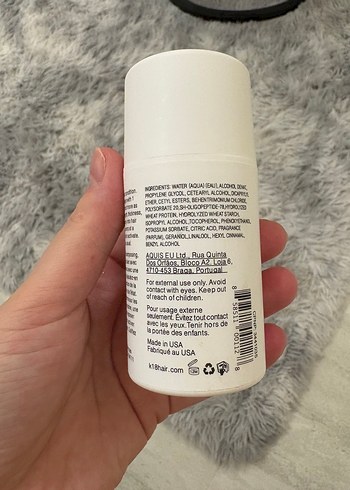 INGREDIENTS: WATER (AQUA) (EAU), ALCOHOL DENAT.,
PROPYLENE GLYCOL, CETEARYL ALCOHOL, DICAPRYLYL
ETHER, CETYL ESTERS, BEHENTRIMONIUM CHLORIDE,
POLYSORBATE 20, SH-OLIGOPEPTIDE-78, HYDROLYZED
WHEAT PROTEIN, HYDROLYZED WHEAT STARCH,
ISOPROPYL ALCOHOL, TOCOPHEROL, PHENOXYETHANOL,
POTASSIUM SORBATE, CITRIC ACID, FRAGRANCE
(PARFUM), GERANIOL, LINALOOL, HEXYL CINNAMAL,
BENZYL ALCOHOL
AQUIS EU Ltd., Rua Quinta
Dos Órfãos, Bloco A2, Loja 6,
4710-453 Braga, Portugal
For external use only. Avoid
contact with eyes. Keep out
of reach of children.
Pour usage externe
seulement. Évitez tout contact
avec les yeux. Tenir hors de
la portée des enfants.
Made in USA
Fabriqué au USA
k18hair.com